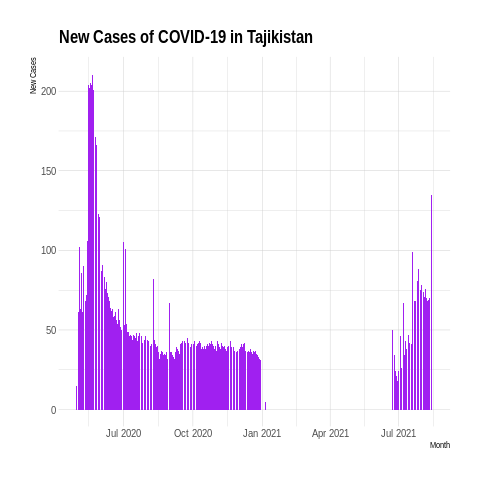 New Cases of COVID-19 in Tajikistan
New Cases
200
150
100
50
0
Jul 2020 Oct 2020 Jan 2021 Apr 2021 Jul 2021
Month